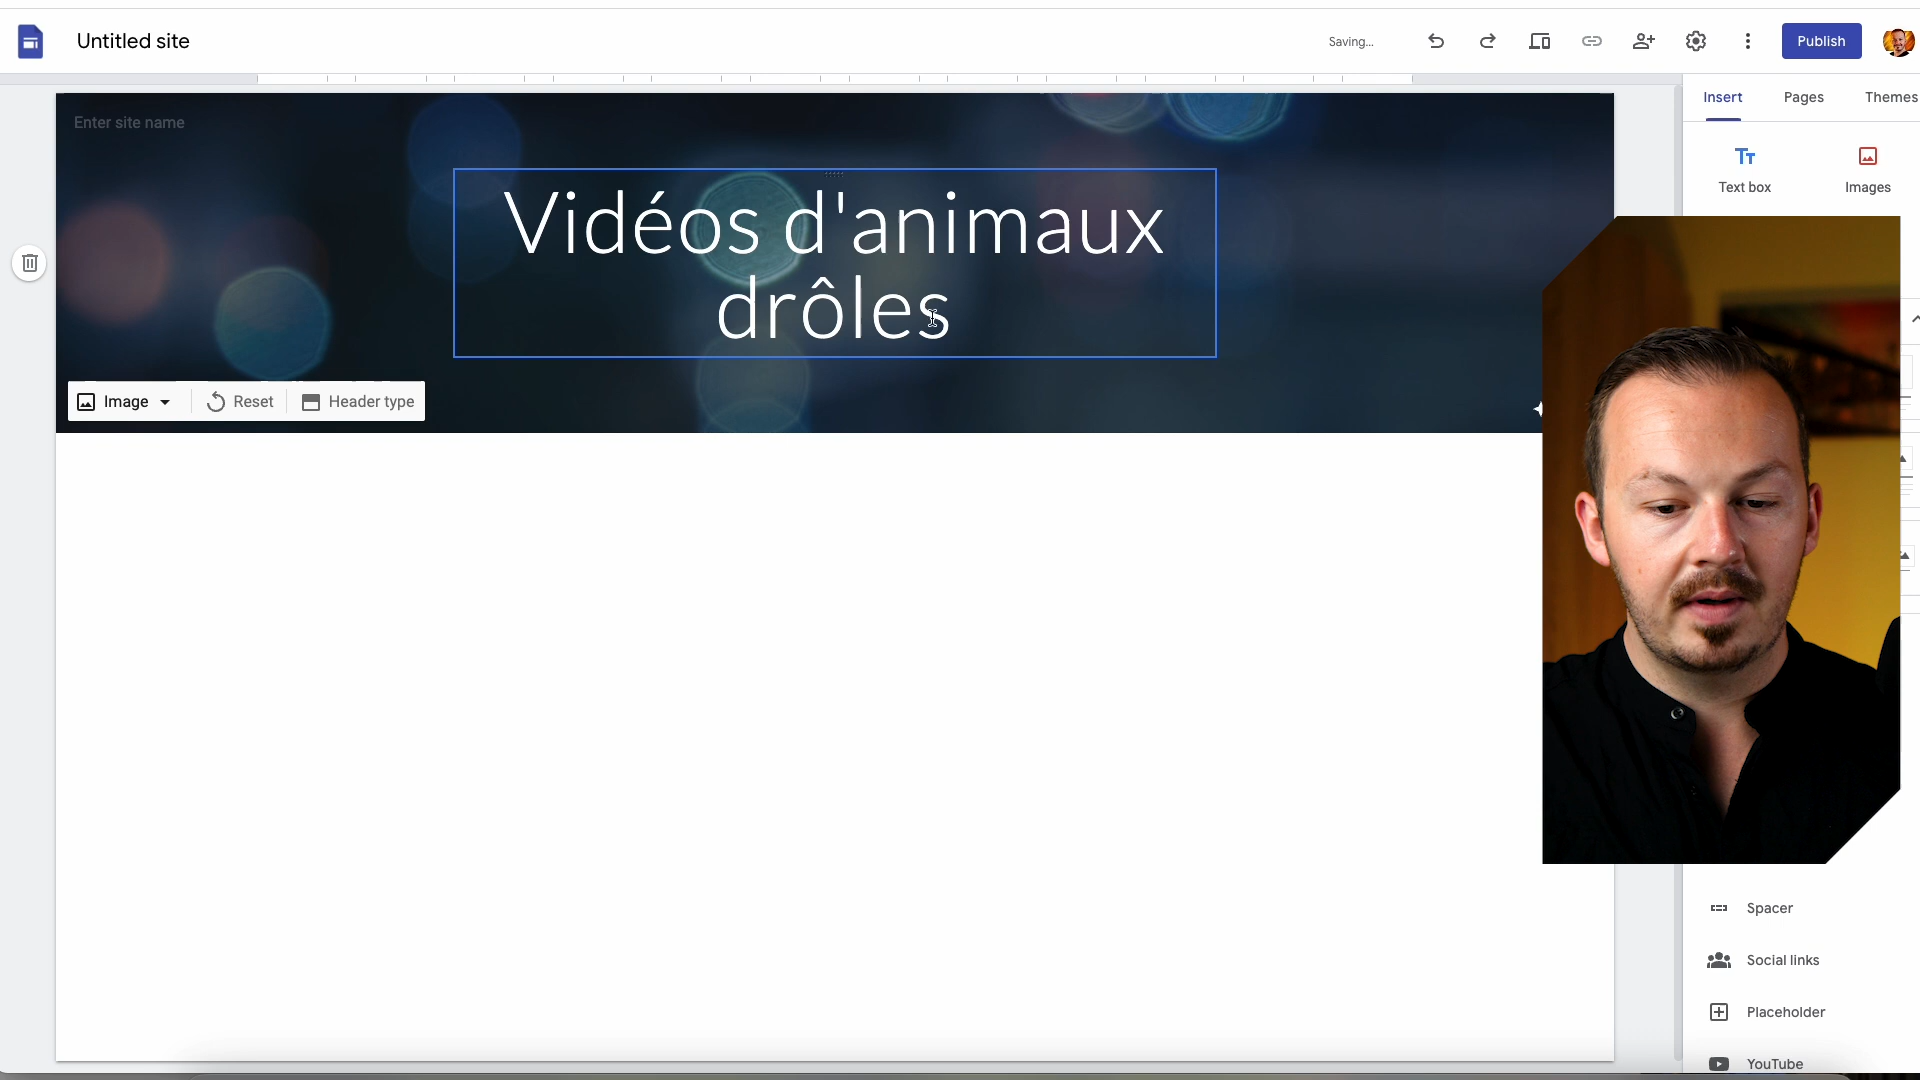 Untitled site
Saving...
Publish
Insert
Pages
Themes
Enter site name
Text box
Images
Vidéos d'animaux
drôles
Image
Reset
Header type
Spacer
Social links
Placeholder
YouTube